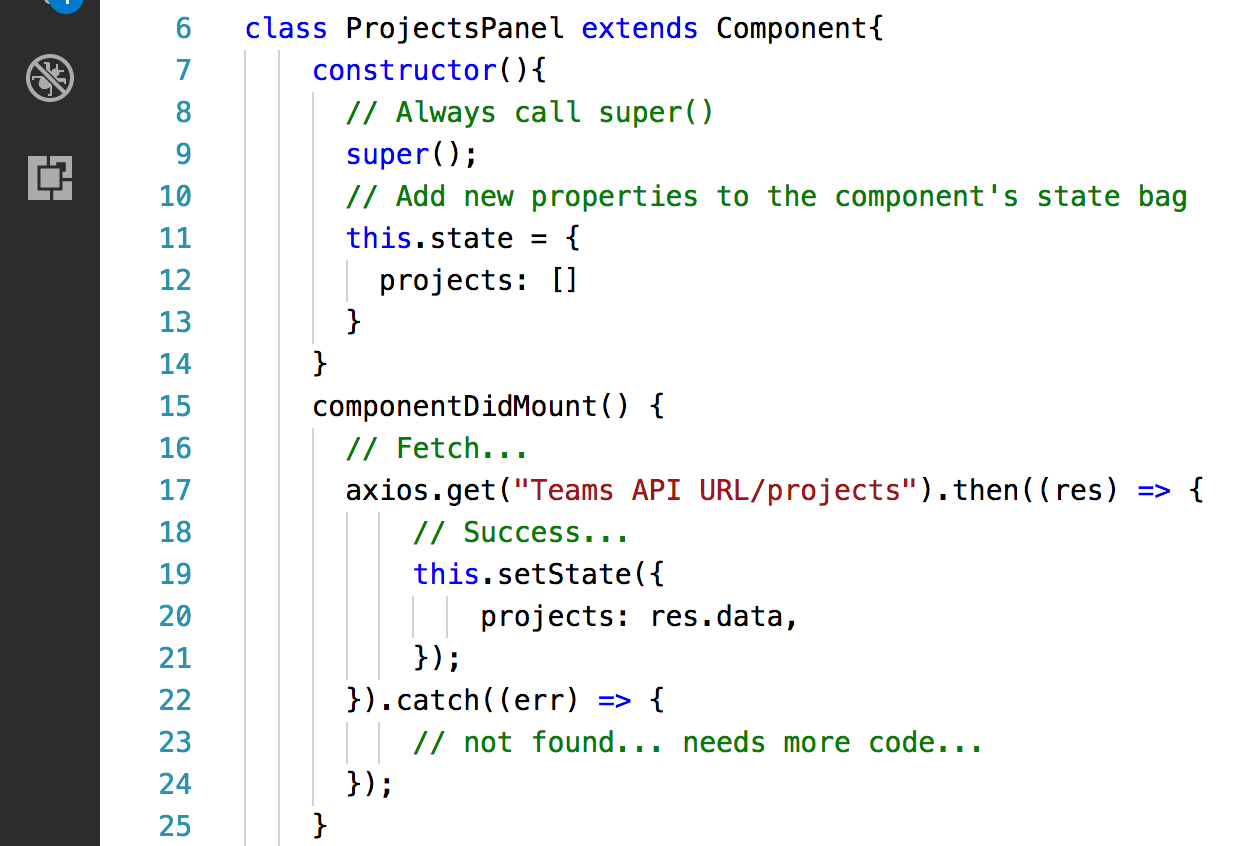 6 class ProjectsPanel extends Component{
7 constructor(){
8 // Always call super()
9 super();
10 // Add new properties to the component's state bag
11 this.state = {
12 projects: []
13 }
14 }
15 componentDidMount() {
16 // Fetch...
17 axios.get("Teams API URL/projects").then((res) => {
18 // Success...
19 this.setState({
20 projects: res.data,
21 });
22 }).catch((err) => {
23 // not found... needs more code...
24 });
25 }